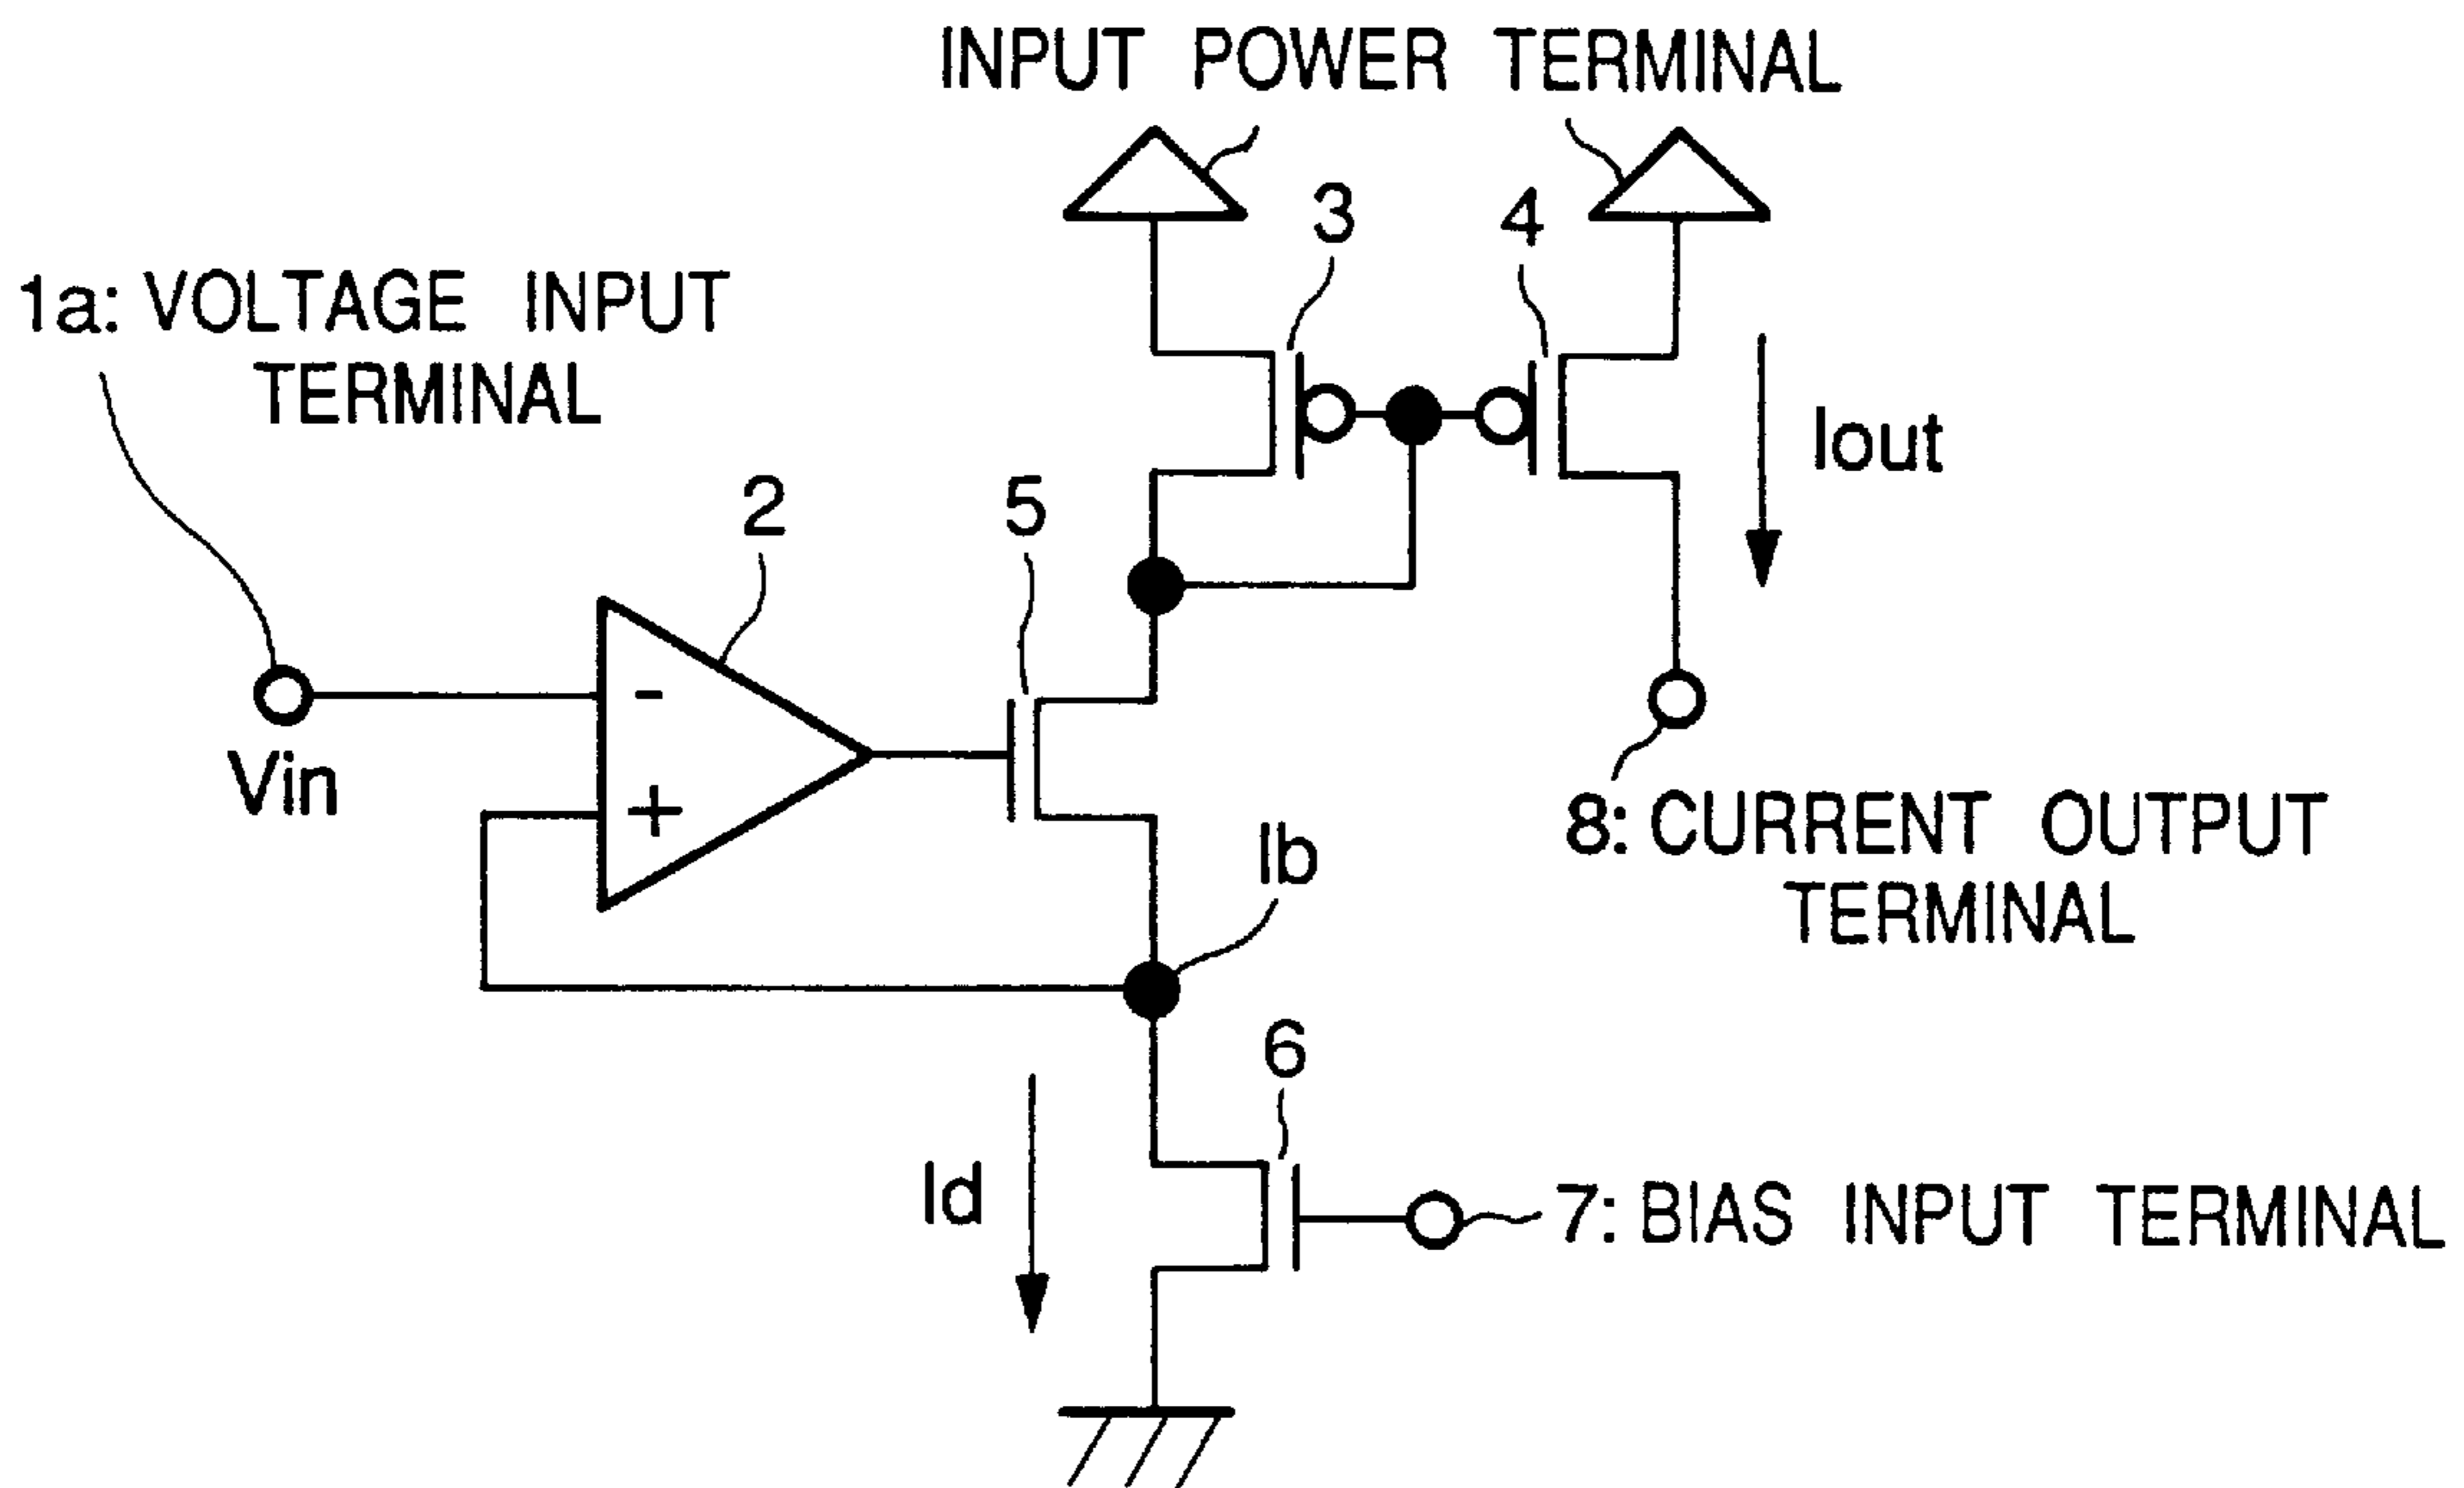 INPUT POWER TERMINAL
3
4
1a: VOLTAGE INPUT
TERMINAL
Iout
2
5
-
Vin
+
8: CURRENT OUTPUT
TERMINAL
Ib
6
Id
7: BIAS INPUT TERMINAL